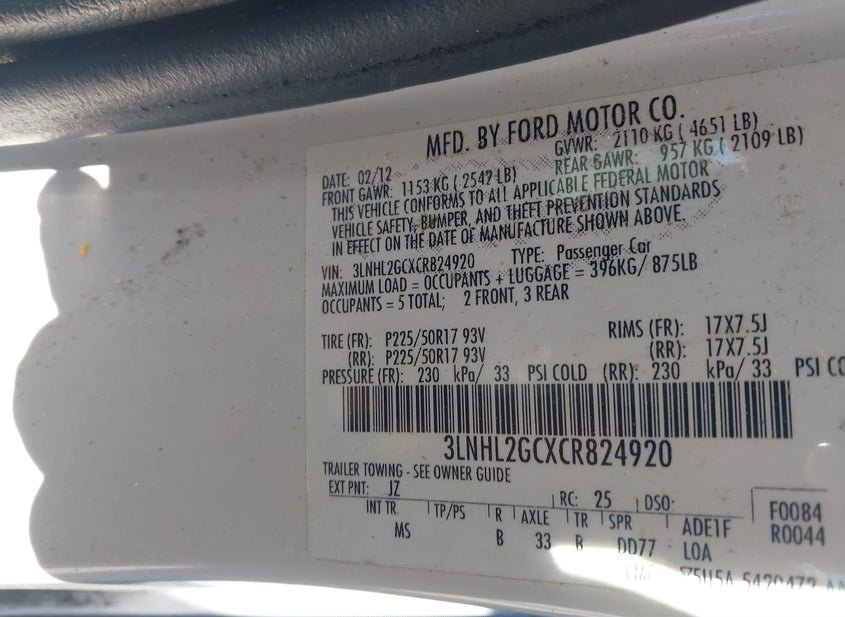 MFD. BY FORD MOTOR CO.
DATE: 02/12 GVWR: 2110 KG ( 4651 LB)
FRONT GAWR: 1153 KG ( 2542 LB) REAR GAWR: 957 KG ( 2109 LB)
THIS VEHICLE CONFORMS TO ALL APPLICABLE FEDERAL MOTOR
VEHICLE SAFETY, BUMPER, AND THEFT PREVENTION STANDARDS
IN EFFECT ON THE DATE OF MANUFACTURE SHOWN ABOVE.
VIN: 3LNHL2GCXCR824920 TYPE: Passenger Car
MAXIMUM LOAD = OCCUPANTS + LUGGAGE = 396KG/ 875LB
OCCUPANTS = 5 TOTAL; 2 FRONT, 3 REAR
TIRE (FR): P225/50R17 93V RIMS (FR): 17X7.5J
(RR): P225/50R17 93V (RR): 17X7.5J
PRESSURE (FR): 230 kPa/ 33 PSI COLD (RR): 230 kPa/ 33 PSI CO
3LNHL2GCXCR824920
TRAILER TOWING - SEE OWNER GUIDE
EXT PNT: JZ RC: 25 DSO:
INT TR TP/PS R AXLE TR SPR ADE1F F0084
MS B 33 B DD77 LOA R0044